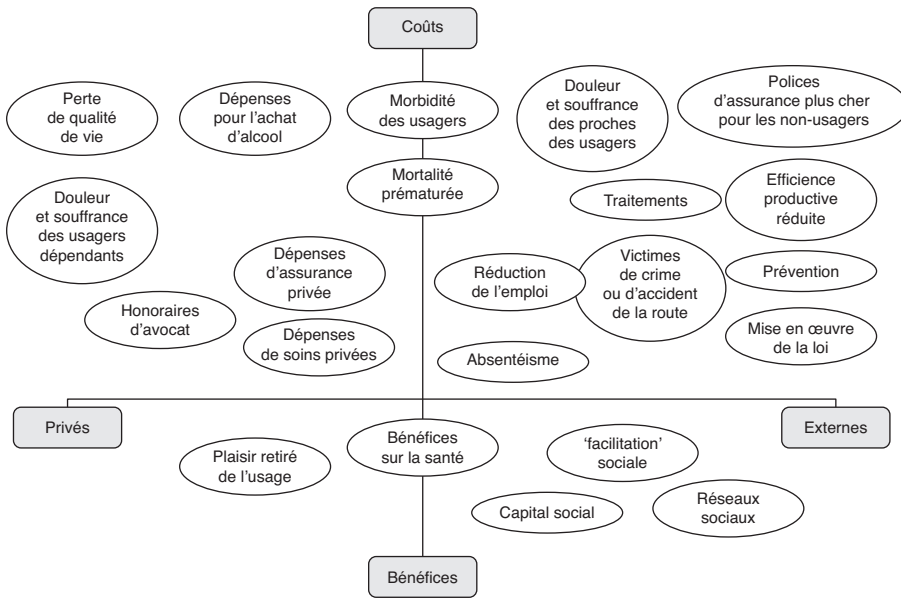 Coûts
Perte
de qualité
de vie
Dépenses
pour l'achat
d'alcool
Morbidité
des usagers
Douleur
et souffrance
des proches
des usagers
Polices
d'assurance plus cher
pour les non-usagers
Mortalité
prématurée
Traitements
Efficience
productive
réduite
Douleur
et souffrance
des usagers
dépendants
Dépenses
d'assurance
privée
Réduction
de l'emploi
Victimes
de crime
ou d'accident
de la route
Prévention
Honoraires
d'avocat
Dépenses
de soins privées
Absentéisme
Mise en œuvre
de la loi
Privés
Externes
Plaisir retiré
de l'usage
Bénéfices
sur la santé
'facilitation'
sociale
Capital social
Réseaux
sociaux
Bénéfices